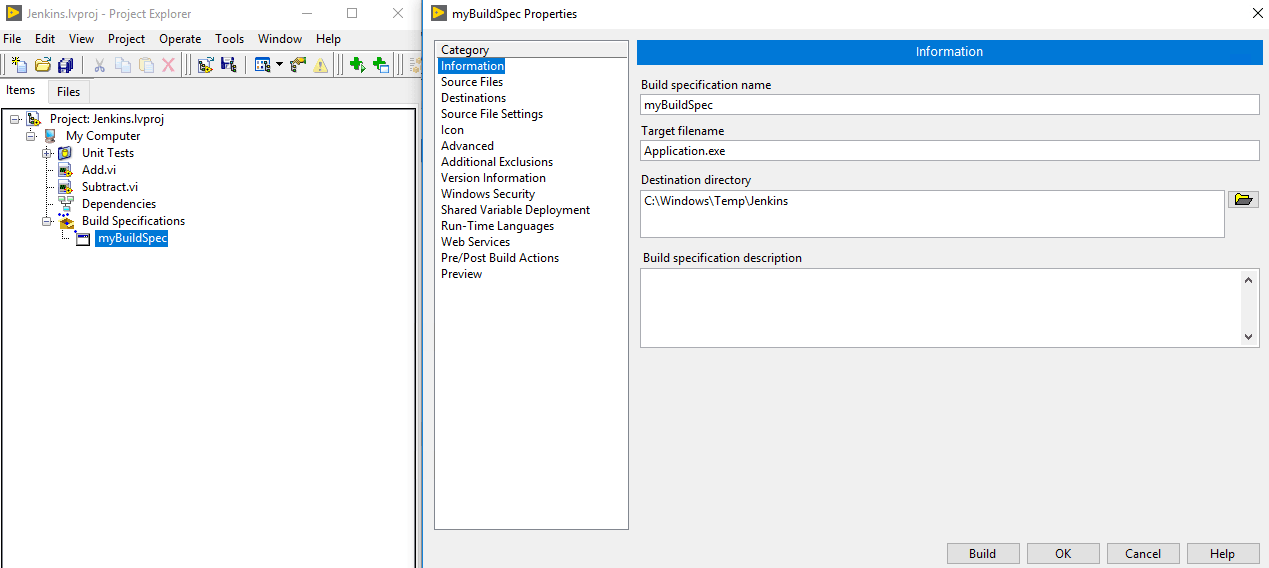 Jenkins.lvproj - Project Explorer
File Edit View Project Operate Tools Window Help
Items Files
Project: Jenkins.lvproj
My Computer
Unit Tests
Add.vi
Subtract.vi
Dependencies
Build Specifications
myBuildSpec
myBuildSpec Properties
Category
Information
Source Files
Destinations
Source File Settings
Icon
Advanced
Additional Exclusions
Version Information
Windows Security
Shared Variable Deployment
Run-Time Languages
Web Services
Pre/Post Build Actions
Preview
Information
Build specification name
myBuildSpec
Target filename
Application.exe
Destination directory
C:\Windows\Temp\Jenkins
Build specification description
Build OK Cancel Help